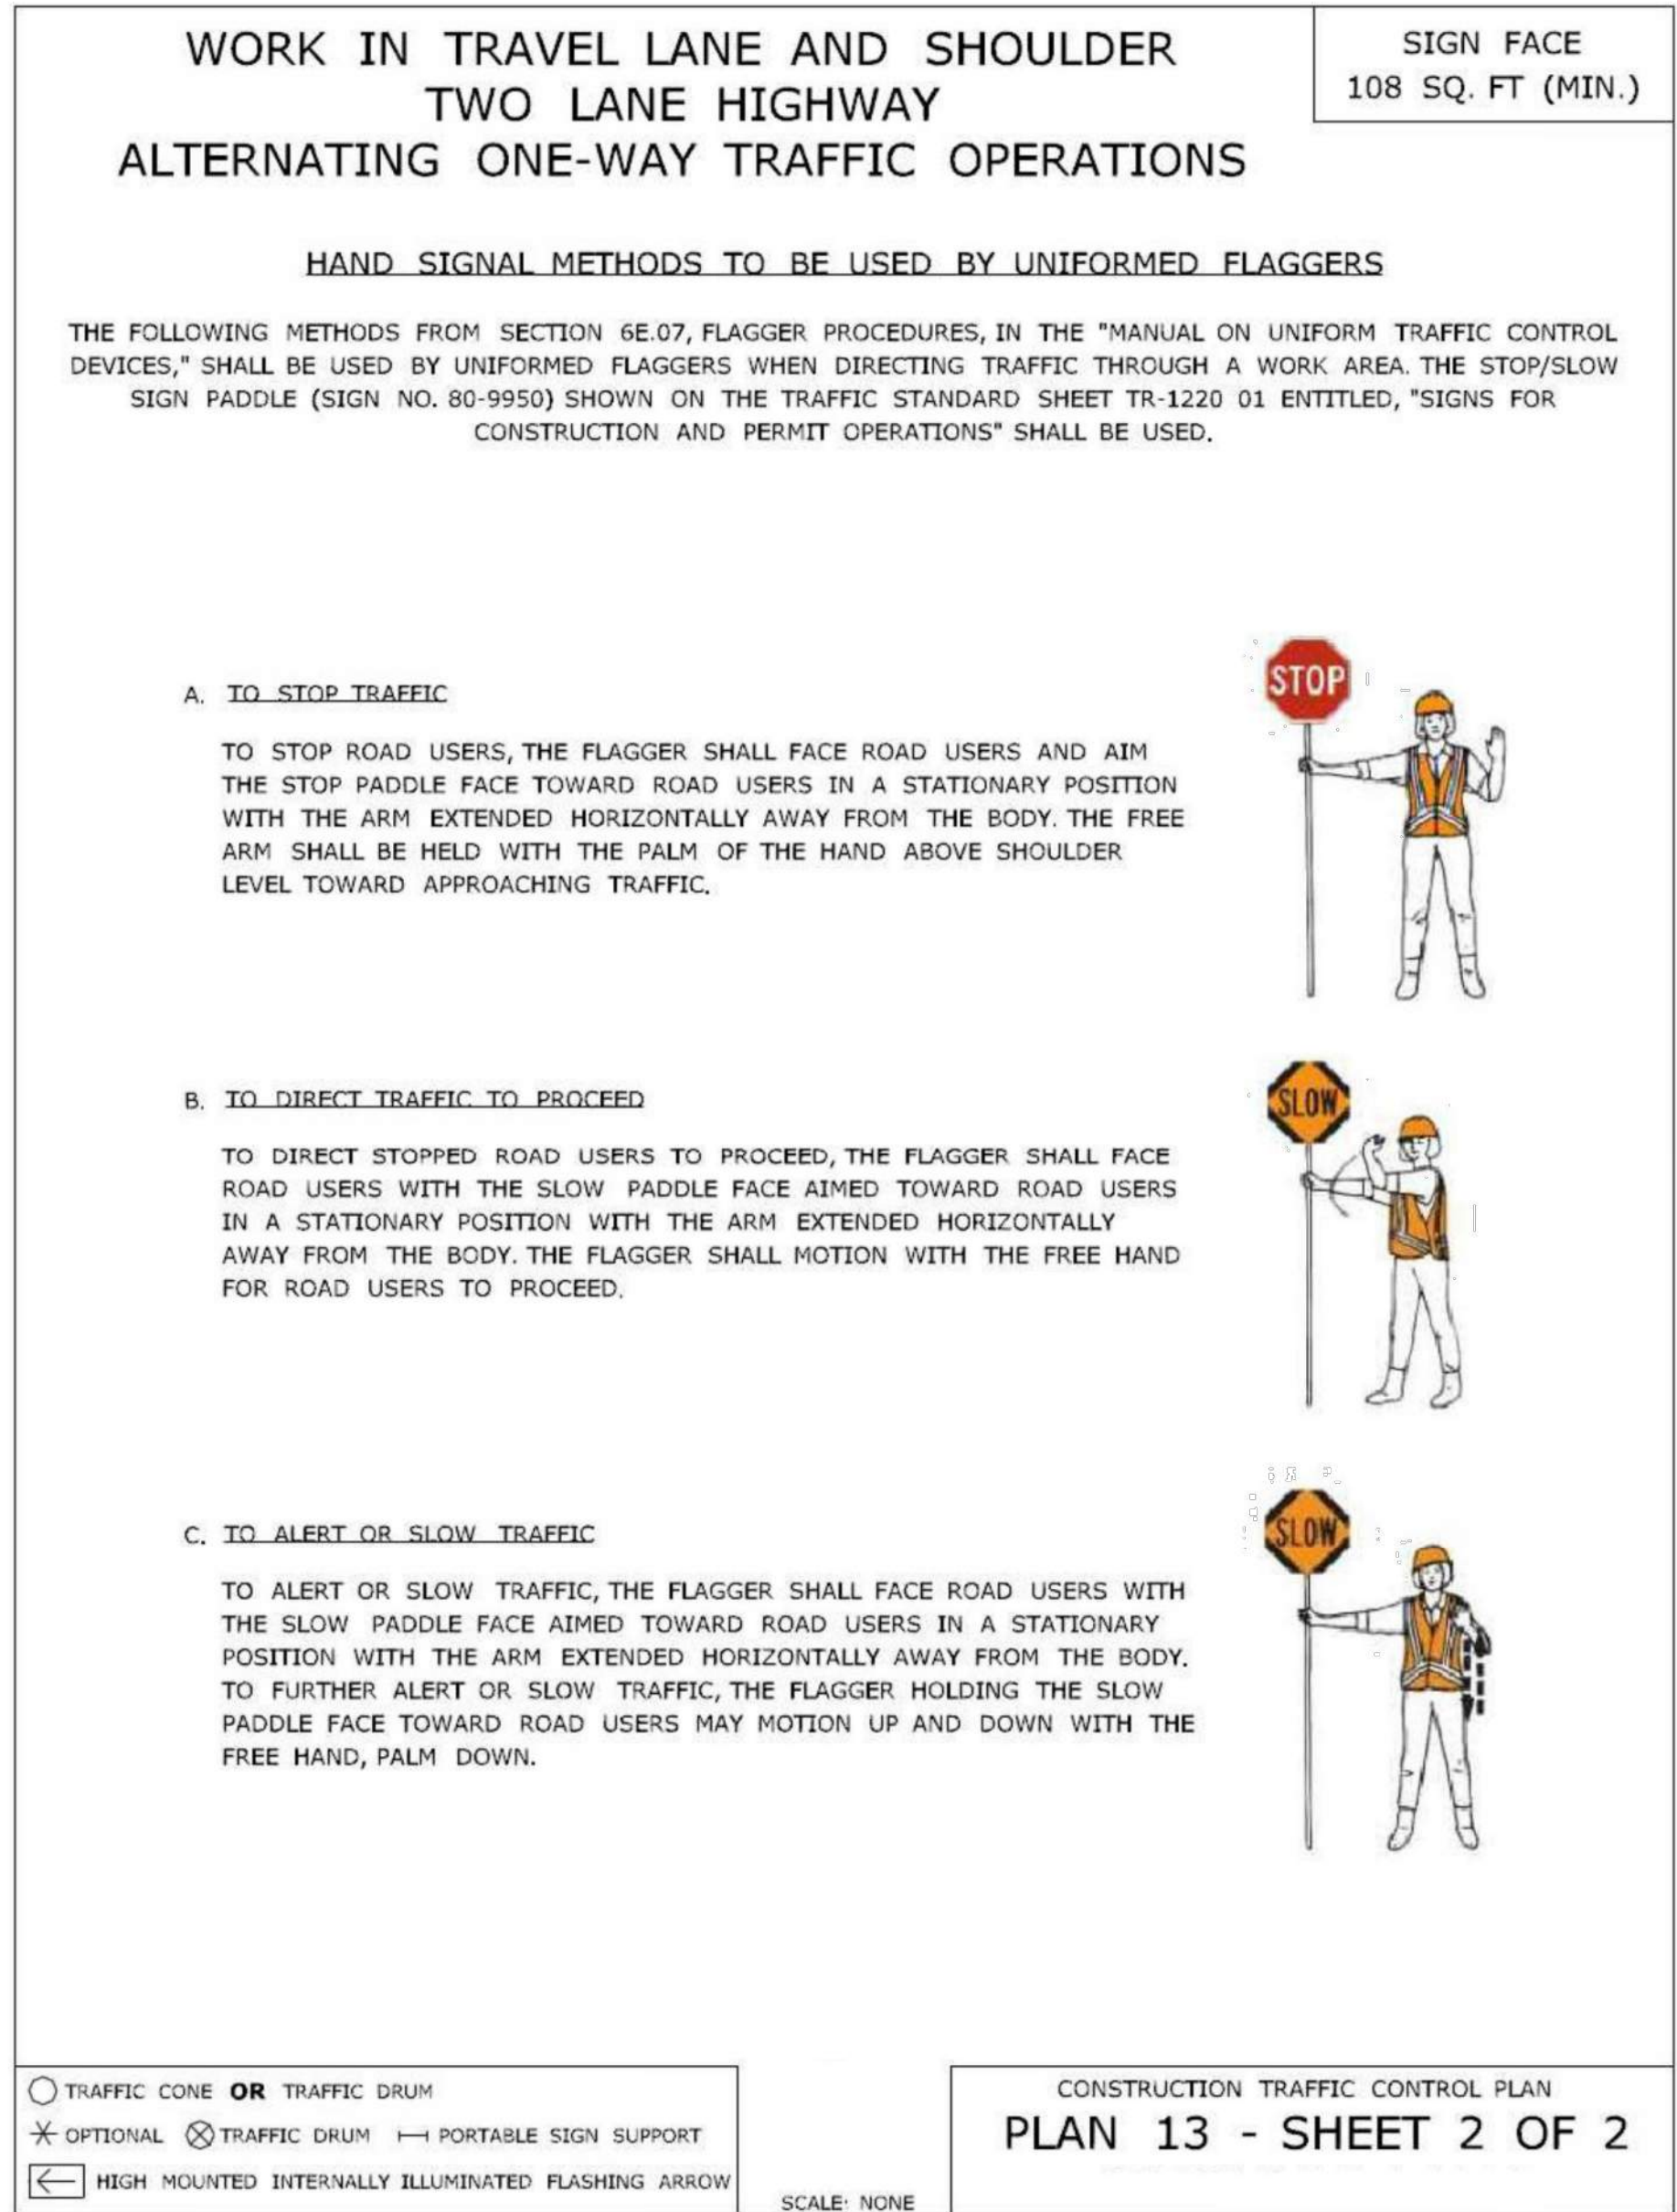 WORK IN TRAVEL LANE AND SHOULDER
TWO LANE HIGHWAY
ALTERNATING ONE-WAY TRAFFIC OPERATIONS
SIGN FACE
108 SQ. FT (MIN.)
HAND SIGNAL METHODS TO BE USED BY UNIFORMED FLAGGERS
THE FOLLOWING METHODS FROM SECTION 6E.07, FLAGGER PROCEDURES, IN THE "MANUAL ON UNIFORM TRAFFIC CONTROL
DEVICES," SHALL BE USED BY UNIFORMED FLAGGERS WHEN DIRECTING TRAFFIC THROUGH A WORK AREA. THE STOP/SLOW
SIGN PADDLE (SIGN NO. 80-9950) SHOWN ON THE TRAFFIC STANDARD SHEET TR-1220 01 ENTITLED, "SIGNS FOR
CONSTRUCTION AND PERMIT OPERATIONS" SHALL BE USED.
A. TO STOP TRAFFIC
TO STOP ROAD USERS, THE FLAGGER SHALL FACE ROAD USERS AND AIM
THE STOP PADDLE FACE TOWARD ROAD USERS IN A STATIONARY POSITION
WITH THE ARM EXTENDED HORIZONTALLY AWAY FROM THE BODY. THE FREE
ARM SHALL BE HELD WITH THE PALM OF THE HAND ABOVE SHOULDER
LEVEL TOWARD APPROACHING TRAFFIC.
STOP
B. TO DIRECT TRAFFIC TO PROCEED
TO DIRECT STOPPED ROAD USERS TO PROCEED, THE FLAGGER SHALL FACE
ROAD USERS WITH THE SLOW PADDLE FACE AIMED TOWARD ROAD USERS
IN A STATIONARY POSITION WITH THE ARM EXTENDED HORIZONTALLY
AWAY FROM THE BODY. THE FLAGGER SHALL MOTION WITH THE FREE HAND
FOR ROAD USERS TO PROCEED.
SLOW
C. TO ALERT OR SLOW TRAFFIC
TO ALERT OR SLOW TRAFFIC, THE FLAGGER SHALL FACE ROAD USERS WITH
THE SLOW PADDLE FACE AIMED TOWARD ROAD USERS IN A STATIONARY
POSITION WITH THE ARM EXTENDED HORIZONTALLY AWAY FROM THE BODY.
TO FURTHER ALERT OR SLOW TRAFFIC, THE FLAGGER HOLDING THE SLOW
PADDLE FACE TOWARD ROAD USERS MAY MOTION UP AND DOWN WITH THE
FREE HAND, PALM DOWN.
SLOW
TRAFFIC CONE OR TRAFFIC DRUM
OPTIONAL TRAFFIC DRUM PORTABLE SIGN SUPPORT
HIGH MOUNTED INTERNALLY ILLUMINATED FLASHING ARROW
SCALE: NONE
CONSTRUCTION TRAFFIC CONTROL PLAN
PLAN 13 - SHEET 2 OF 2